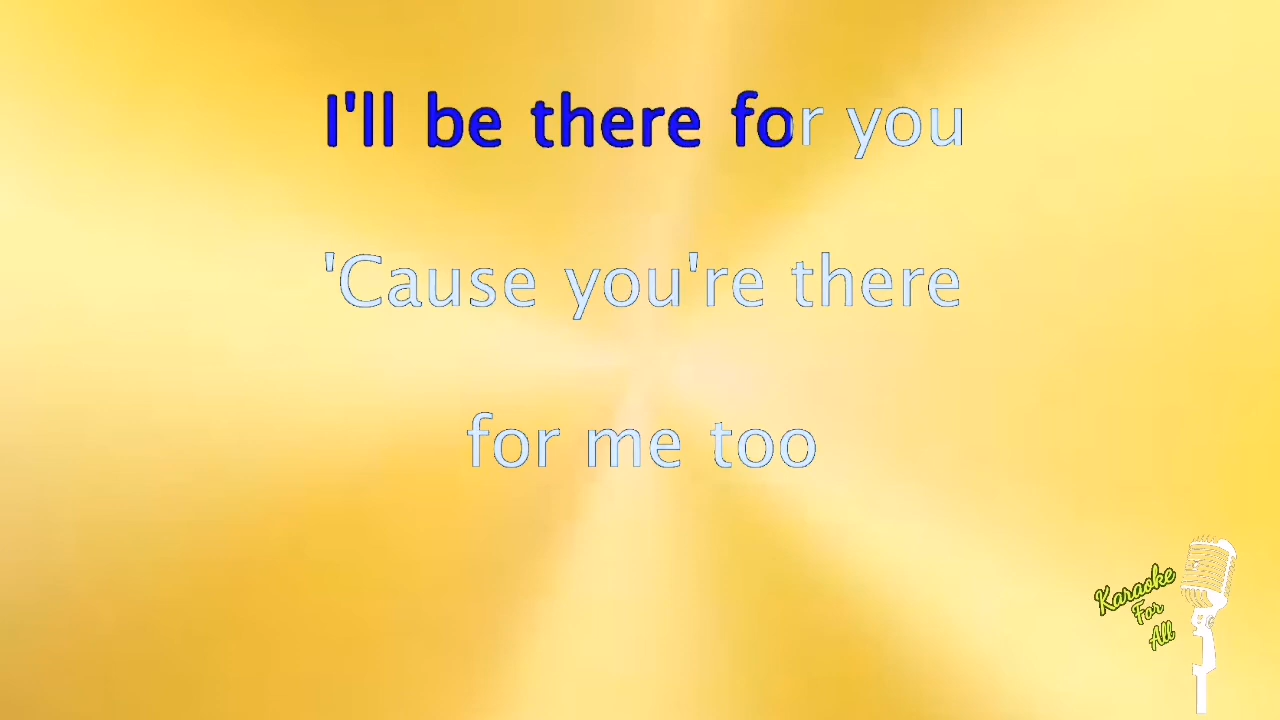 I'll be there for you
'Cause you're there
for me too
Karaoke
For
All